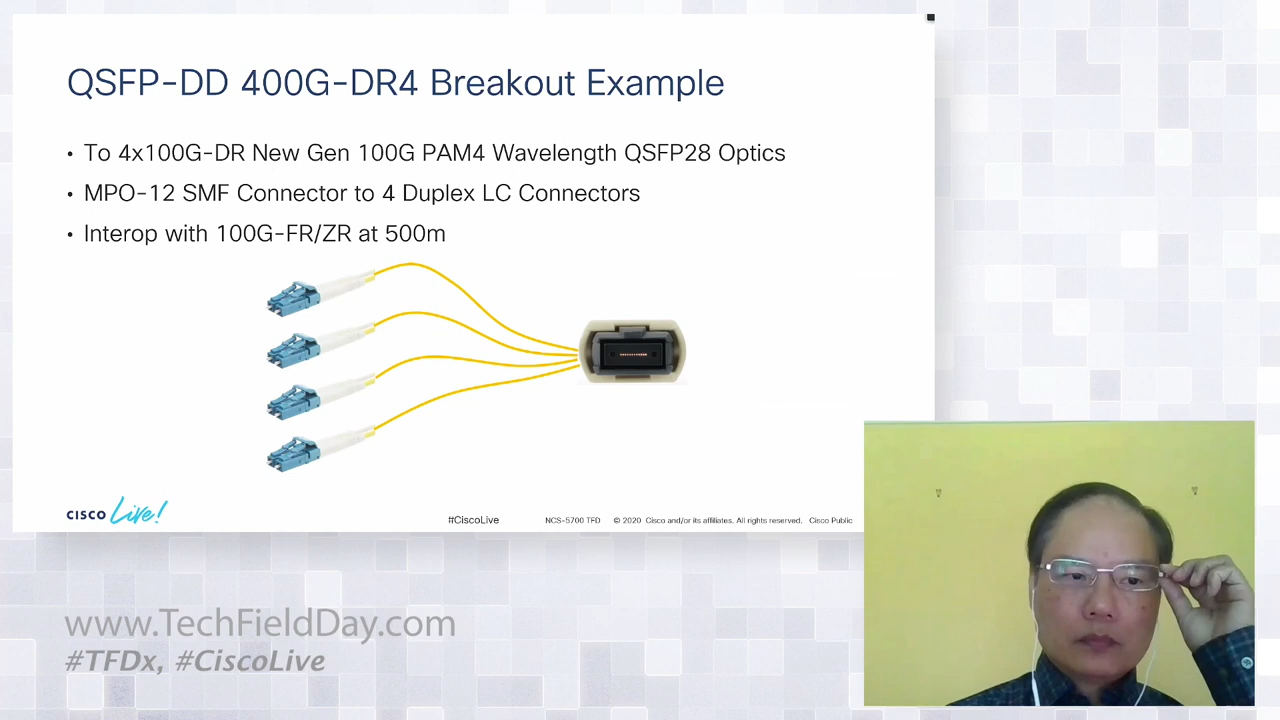 QSFP-DD 400G-DR4 Breakout Example
• To 4x100G-DR New Gen 100G PAM4 Wavelength QSFP28 Optics
• MPO-12 SMF Connector to 4 Duplex LC Connectors
• Interop with 100G-FR/ZR at 500m
CISCO Live!
#CiscoLive
NCS-5700 TFD
© 2020 Cisco and/or its affiliates. All rights reserved. Cisco Public
www.TechFieldDay.com
#TFDx, #CiscoLive